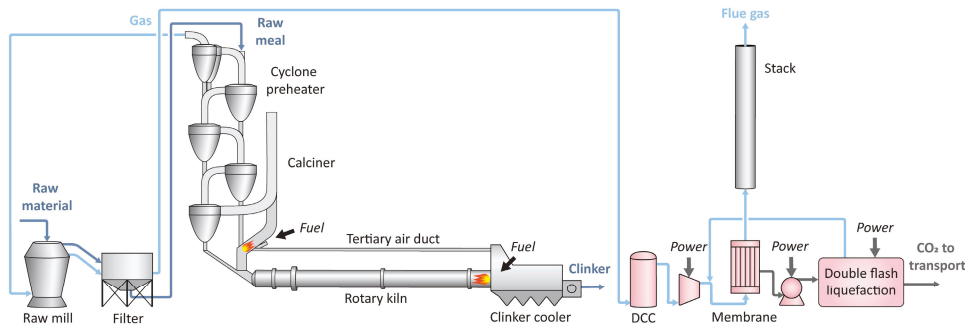 Gas
Raw
meal
Flue gas
Cyclone
preheater
Stack
Calciner
Raw
material
Fuel
Tertiary air duct
Fuel
Power
Power
Power
CO₂ to
transport
Clinker
Double flash
liquefaction
Rotary kiln
Raw mill
Filter
Clinker cooler
DCC
Membrane